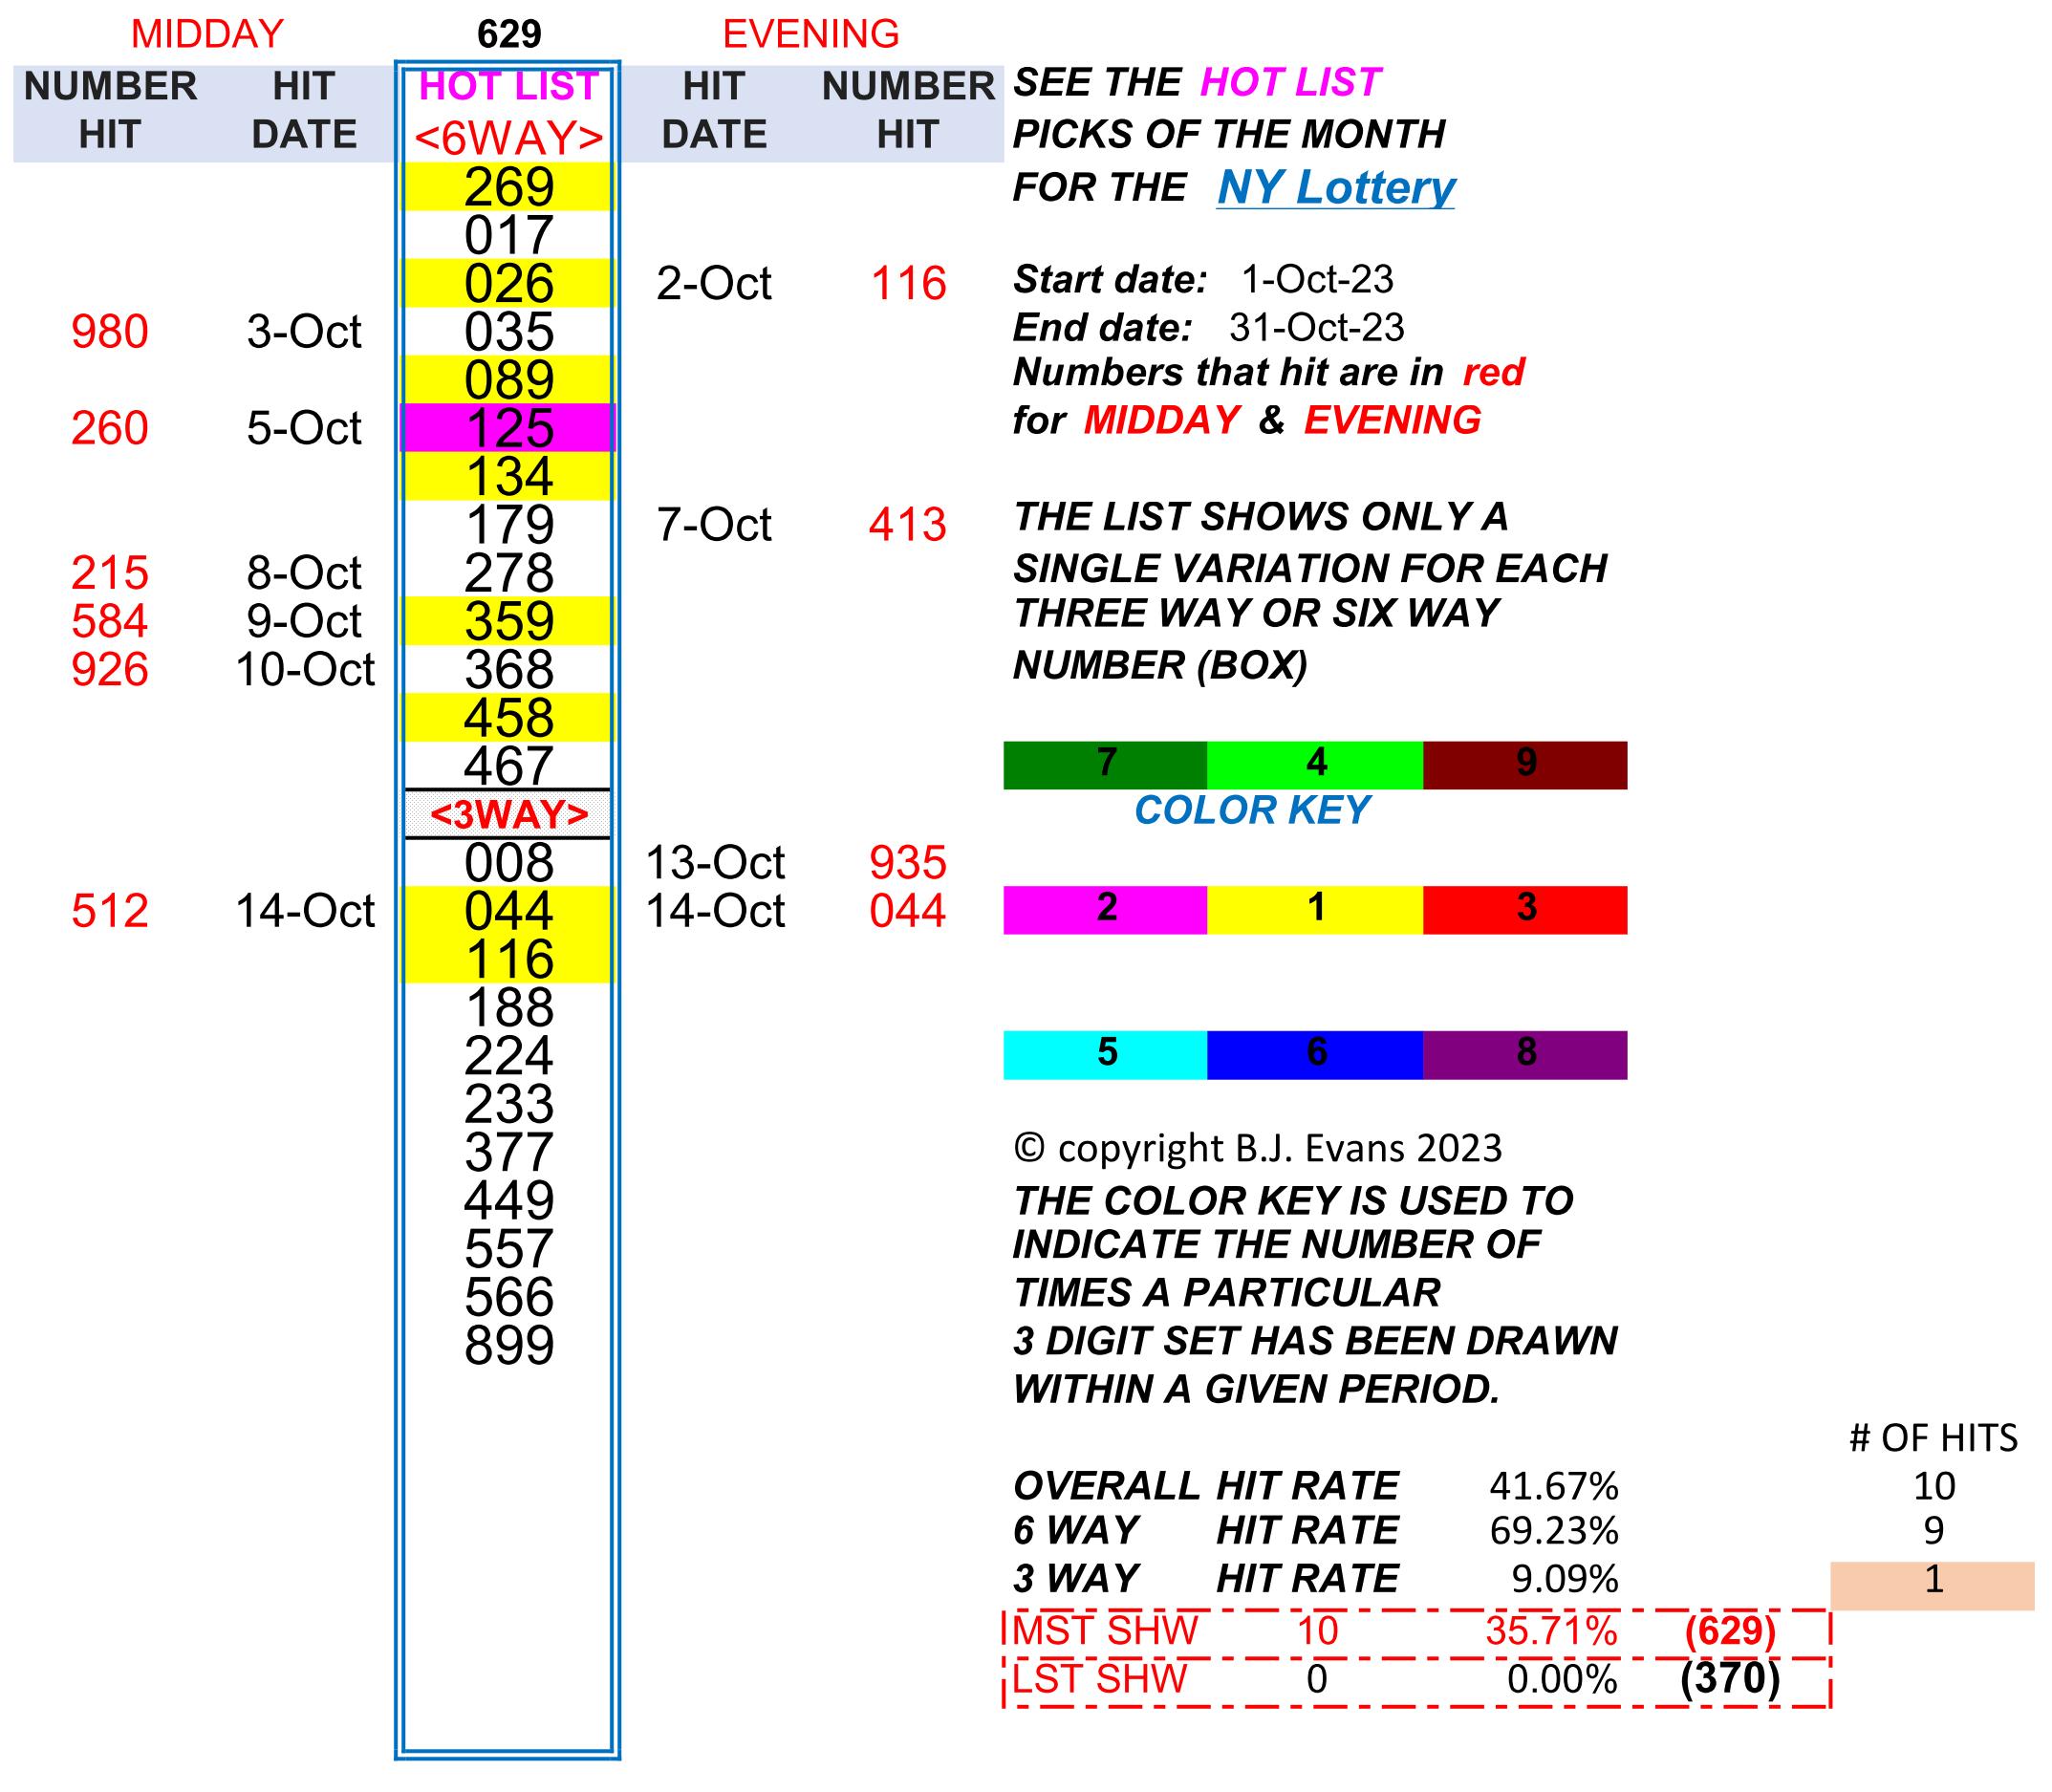 MIDDAY 629 EVENING
NUMBER HIT HOT LIST HIT NUMBER SEE THE HOT LIST
HIT DATE <6WAY> DATE HIT PICKS OF THE MONTH
269 FOR THE NY Lottery
017
026 2-Oct 116 Start date: 1-Oct-23
980 3-Oct 035 End date: 31-Oct-23
089 Numbers that hit are in red
260 5-Oct 125 for MIDDAY & EVENING
134
179 7-Oct 413 THE LIST SHOWS ONLY A
215 8-Oct 278 SINGLE VARIATION FOR EACH
584 9-Oct 359 THREE WAY OR SIX WAY
926 10-Oct 368 NUMBER (BOX)
458
467 7 4 9
<3WAY> COLOR KEY
008 13-Oct 935
512 14-Oct 044 14-Oct 044 2 1 3
116
188
224 5 6 8
233
377 © copyright B.J. Evans 2023
449 THE COLOR KEY IS USED TO
557 INDICATE THE NUMBER OF
566 TIMES A PARTICULAR
899 3 DIGIT SET HAS BEEN DRAWN
WITHIN A GIVEN PERIOD.
# OF HITS
OVERALL HIT RATE 41.67% 10
6 WAY HIT RATE 69.23% 9
3 WAY HIT RATE 9.09% 1
MST SHW 10 35.71% (629)
LST SHW 0 0.00% (370)